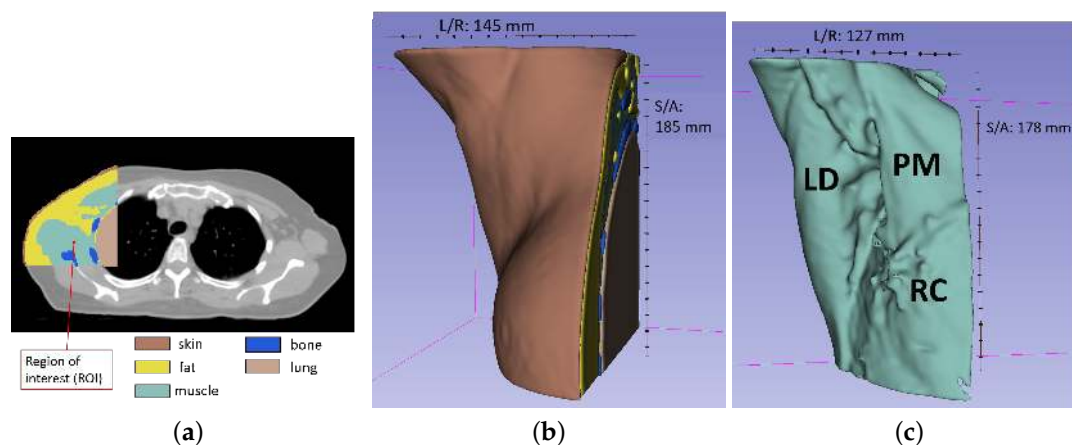 L/R: 145 mm
S/A:
185 mm
L/R: 127 mm
S/A: 178 mm
LD
PM
RC
skin
fat
muscle
bone
lung
Region of
interest (ROI)
(a)
(b)
(c)